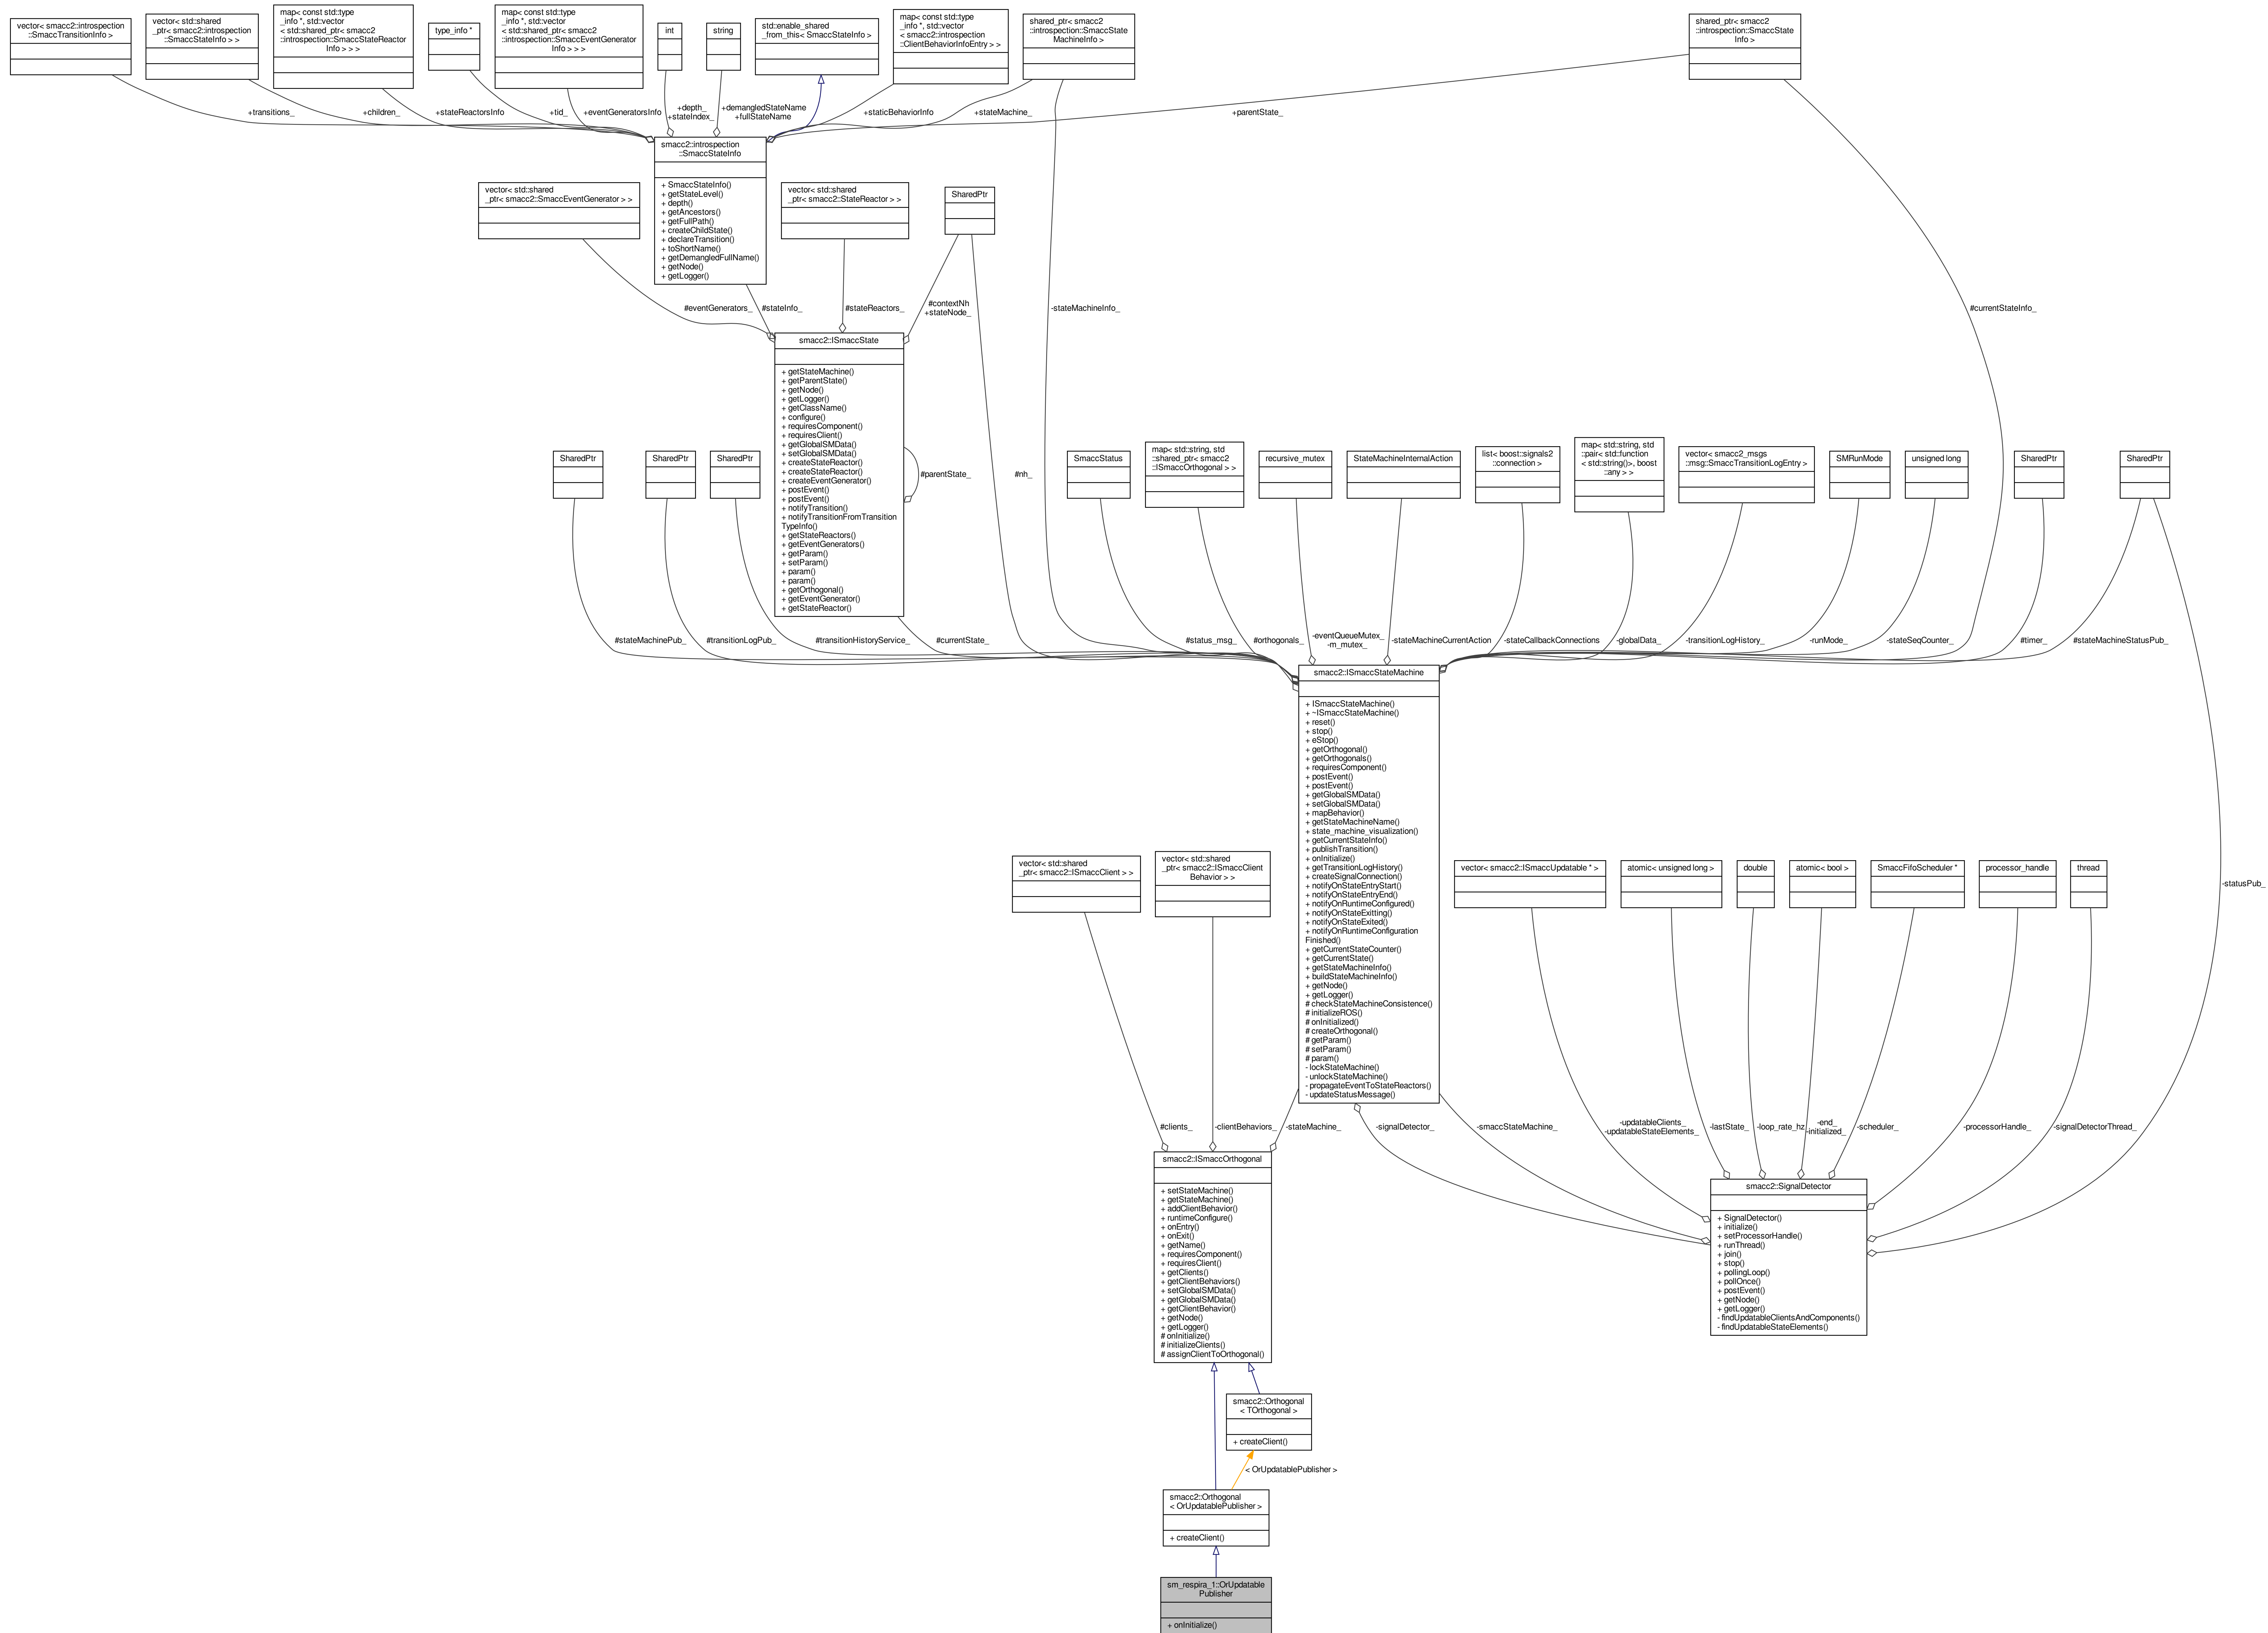 vector< smacc2::introspection
::SmaccTransitionInfo >
vector< std::shared
_ptr< smacc2::introspection
::SmaccStateInfo > >
map< const std::type
_info *, std::vector
< std::shared_ptr< smacc2
::introspection::SmaccStateReactor
Info > > >
type_info *
map< const std::type
_info *, std::vector
< std::shared_ptr< smacc2
::introspection::SmaccEventGenerator
Info > > >
int
string
std::enable_shared
_from_this< SmaccStateInfo >
map< const std::type
_info *, std::vector
< smacc2::introspection
::ClientBehaviorInfoEntry > >
shared_ptr< smacc2
::introspection::SmaccState
MachineInfo >
shared_ptr< smacc2
::introspection::SmaccState
Info >
+transitions_
+children_
+stateReactorsInfo
+tid_
+eventGeneratorsInfo
+depth_
+stateIndex_
+demangledStateName
+fullStateName
+staticBehaviorInfo
+stateMachine_
+parentState_
smacc2::introspection
::SmaccStateInfo
+ SmaccStateInfo()
+ getStateLevel()
+ depth()
+ getAncestors()
+ getFullPath()
+ createChildState()
+ declareTransition()
+ toShortName()
+ getDemangledFullName()
+ getNode()
+ getLogger()
vector< std::shared
_ptr< smacc2::SmaccEventGenerator > >
vector< std::shared
_ptr< smacc2::StateReactor > >
SharedPtr
#eventGenerators_
#stateInfo_
#stateReactors_
#contextNh
+stateNode_
-stateMachineInfo_
#currentStateInfo_
smacc2::ISmaccState
+ getStateMachine()
+ getParentState()
+ getNode()
+ getLogger()
+ getClassName()
+ configure()
+ requiresComponent()
+ requiresClient()
+ getGlobalSMData()
+ setGlobalSMData()
+ createStateReactor()
+ createStateReactor()
+ createEventGenerator()
+ postEvent()
+ postEvent()
+ notifyTransition()
+ notifyTransitionFromTransition
TypeInfo()
+ getStateReactors()
+ getEventGenerators()
+ getParam()
+ setParam()
+ param()
+ param()
+ getOrthogonal()
+ getEventGenerator()
+ getStateReactor()
#parentState_
#nh_
SharedPtr
SharedPtr
SharedPtr
SmaccStatus
map< std::string, std
::shared_ptr< smacc2
::ISmaccOrthogonal > >
recursive_mutex
StateMachineInternalAction
list< boost::signals2
::connection >
map< std::string, std
::pair< std::function
< std::string()>, boost
::any > >
vector< smacc2_msgs
::msg::SmaccTransitionLogEntry >
SMRunMode
unsigned long
SharedPtr
SharedPtr
#stateMachinePub_
#transitionLogPub_
#transitionHistoryService_
#currentState_
#status_msg_
#orthogonals_
-eventQueueMutex_
-m_mutex_
-stateMachineCurrentAction
-stateCallbackConnections
-globalData_
-transitionLogHistory_
-runMode_
-stateSeqCounter_
#timer_
#stateMachineStatusPub_
smacc2::ISmaccStateMachine
+ ISmaccStateMachine()
+ ~ISmaccStateMachine()
+ reset()
+ stop()
+ eStop()
+ getOrthogonal()
+ getOrthogonals()
+ requiresComponent()
+ postEvent()
+ postEvent()
+ getGlobalSMData()
+ setGlobalSMData()
+ mapBehavior()
+ getStateMachineName()
+ state_machine_visualization()
+ getCurrentStateInfo()
+ publishTransition()
+ onInitialize()
+ getTransitionLogHistory()
+ createSignalConnection()
+ notifyOnStateEntryStart()
+ notifyOnStateEntryEnd()
+ notifyOnRuntimeConfigured()
+ notifyOnStateExitting()
+ notifyOnStateExited()
+ notifyOnRuntimeConfiguration
Finished()
+ getCurrentStateCounter()
+ getCurrentState()
+ getStateMachineInfo()
+ buildStateMachineInfo()
+ getNode()
+ getLogger()
# checkStateMachineConsistence()
# initializeROS()
# onInitialized()
# createOrthogonal()
# getParam()
# setParam()
# param()
- lockStateMachine()
- unlockStateMachine()
- propagateEventToStateReactors()
- updateStatusMessage()
vector< std::shared
_ptr< smacc2::ISmaccClient > >
vector< std::shared
_ptr< smacc2::ISmaccClient
Behavior > >
vector< smacc2::ISmaccUpdatable * >
atomic< unsigned long >
double
atomic< bool >
SmaccFifoScheduler *
processor_handle
thread
-statusPub_
#clients_
-clientBehaviors_
-stateMachine_
-signalDetector_
-smaccStateMachine_
-updatableClients_
-updatableStateElements_
-lastState_
-loop_rate_hz
-end_
-initialized_
-scheduler_
-processorHandle_
-signalDetectorThread_
smacc2::ISmaccOrthogonal
+ setStateMachine()
+ getStateMachine()
+ addClientBehavior()
+ runtimeConfigure()
+ onEntry()
+ onExit()
+ getName()
+ requiresComponent()
+ requiresClient()
+ getClients()
+ getClientBehaviors()
+ setGlobalSMData()
+ getGlobalSMData()
+ getClientBehavior()
+ getNode()
+ getLogger()
# onInitialize()
# initializeClients()
# assignClientToOrthogonal()
smacc2::SignalDetector
+ SignalDetector()
+ initialize()
+ setProcessorHandle()
+ runThread()
+ join()
+ stop()
+ pollingLoop()
+ pollOnce()
+ postEvent()
+ getNode()
+ getLogger()
- findUpdatableClientsAndComponents()
- findUpdatableStateElements()
smacc2::Orthogonal
< TOrthogonal >
+ createClient()
< OrUpdatablePublisher >
smacc2::Orthogonal
< OrUpdatablePublisher >
+ createClient()
sm_respira_1::OrUpdatable
Publisher
+ onInitialize()